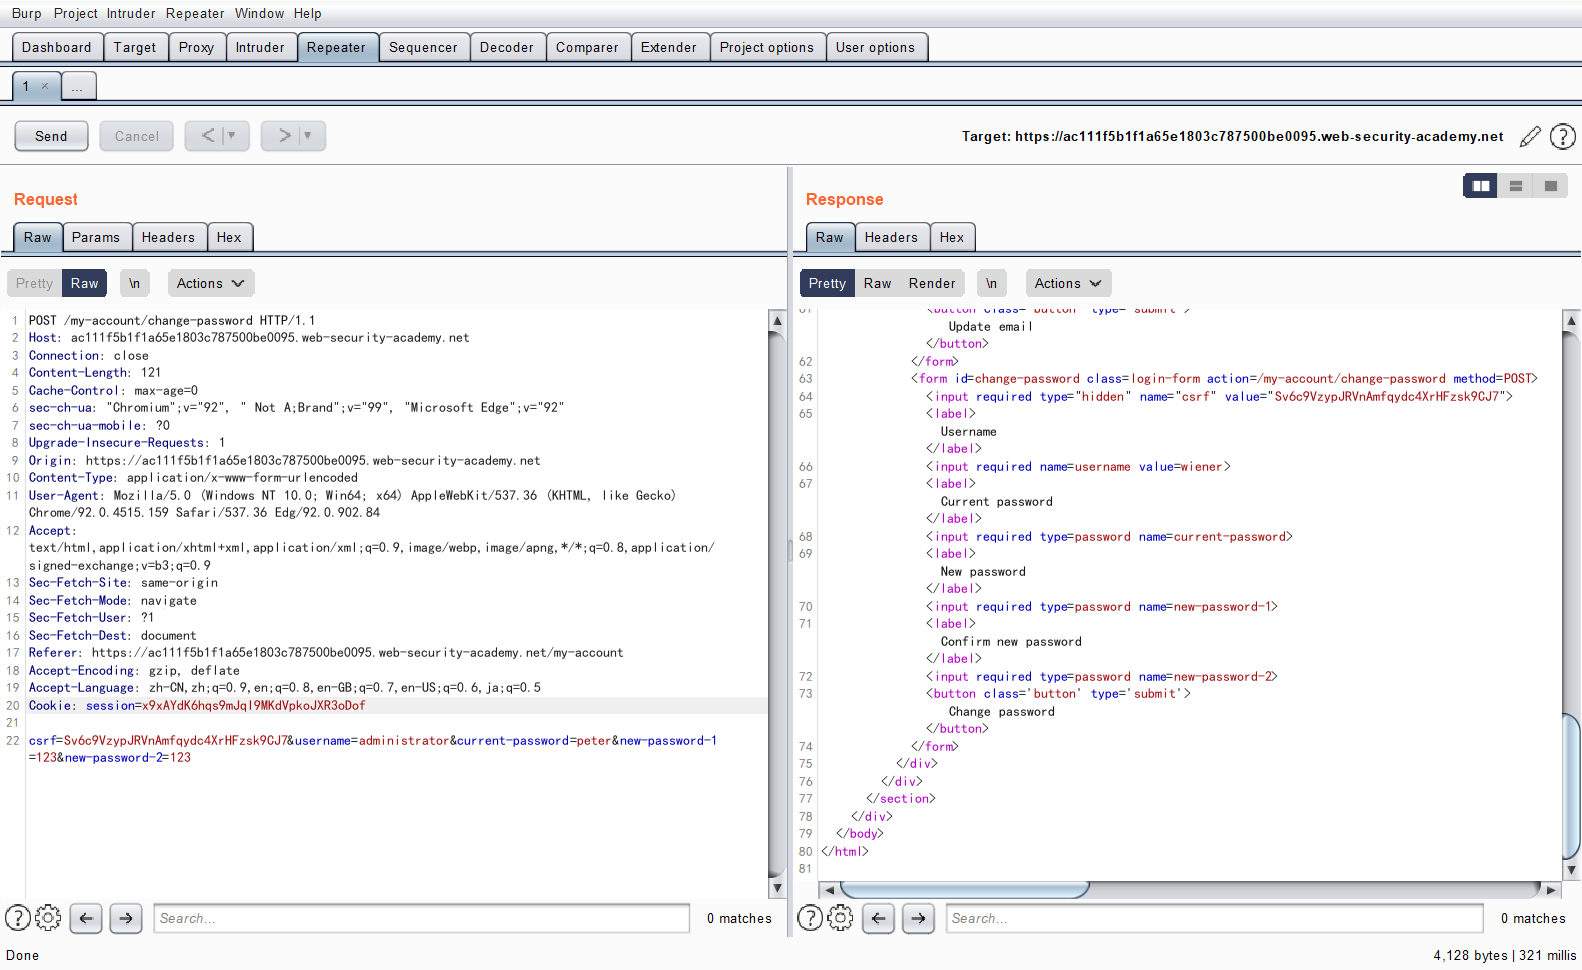 Burp Project Intruder Repeater Window Help
Dashboard Target Proxy Intruder Repeater Sequencer Decoder Comparer Extender Project options User options
1 × ...
Send Cancel < ▼ > ▼ Target: https://ac111f5b1f1a65e1803c787500be0095.web-security-academy.net ?
Request
Raw Params Headers Hex
Pretty Raw \n Actions
1 POST /my-account/change-password HTTP/1.1
2 Host: ac111f5b1f1a65e1803c787500be0095.web-security-academy.net
3 Connection: close
4 Content-Length: 121
5 Cache-Control: max-age=0
6 sec-ch-ua: "Chromium";v="92", " Not A;Brand";v="99", "Microsoft Edge";v="92"
7 sec-ch-ua-mobile: ?0
8 Upgrade-Insecure-Requests: 1
9 Origin: https://ac111f5b1f1a65e1803c787500be0095.web-security-academy.net
10 Content-Type: application/x-www-form-urlencoded
11 User-Agent: Mozilla/5.0 (Windows NT 10.0; Win64; x64) AppleWebKit/537.36 (KHTML, like Gecko)
Chrome/92.0.4515.159 Safari/537.36 Edg/92.0.902.84
12 Accept:
text/html,application/xhtml+xml,application/xml;q=0.9,image/webp,image/apng,*/*;q=0.8,application/
signed-exchange;v=b3;q=0.9
13 Sec-Fetch-Site: same-origin
14 Sec-Fetch-Mode: navigate
15 Sec-Fetch-User: ?1
16 Sec-Fetch-Dest: document
17 Referer: https://ac111f5b1f1a65e1803c787500be0095.web-security-academy.net/my-account
18 Accept-Encoding: gzip, deflate
19 Accept-Language: zh-CN,zh;q=0.9,en;q=0.8,en-GB;q=0.7,en-US;q=0.6,ja;q=0.5
20 Cookie: session=x9xAYdK6hqs9mJqI9MKdVpkoJXR3oDof
21
22 csrf=Sv6c9VzypJRVnAmfqydc4XrHFzsk9CJ7&username=administrator&current-password=peter&new-password-1
=123&new-password-2=123
? Search... 0 matches
Response
Raw Headers Hex
Pretty Raw Render \n Actions
61 <button class='button' type='submit'>
Update email
</button>
62 </form>
63 <form id=change-password class=login-form action=/my-account/change-password method=POST>
64 <input required type="hidden" name="csrf" value="Sv6c9VzypJRVnAmfqydc4XrHFzsk9CJ7">
65 <label>
Username
</label>
66 <input required name=username value=wiener>
67 <label>
Current password
</label>
68 <input required type=password name=current-password>
69 <label>
New password
</label>
70 <input required type=password name=new-password-1>
71 <label>
Confirm new password
</label>
72 <input required type=password name=new-password-2>
73 <button class='button' type='submit'>
Change password
</button>
74 </form>
75 </div>
76 </div>
77 </section>
78 </div>
79 </body>
80 </html>
81
? Search... 0 matches
Done 4,128 bytes | 321 millis